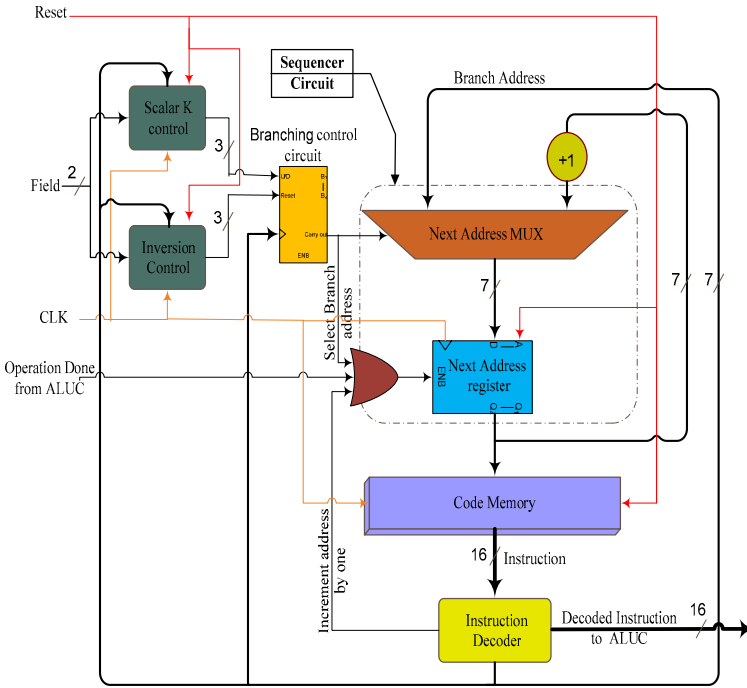 Reset
Sequencer
Circuit
Branch Address
Scalar K
control
3
Branching control
circuit
+1
2
Field
U/D
B7
Reset
3
Carry out
ENB
Inversion
Control
Next Address MUX
7
7
7
CLK
Select Branch
address
Operation Done
from ALUC
D
A
ENB
Next Address
register
Q
Q
Code Memory
16
Instruction
Increment address
by one
Instruction
Decoder
Decoded Instruction
to ALUC
16